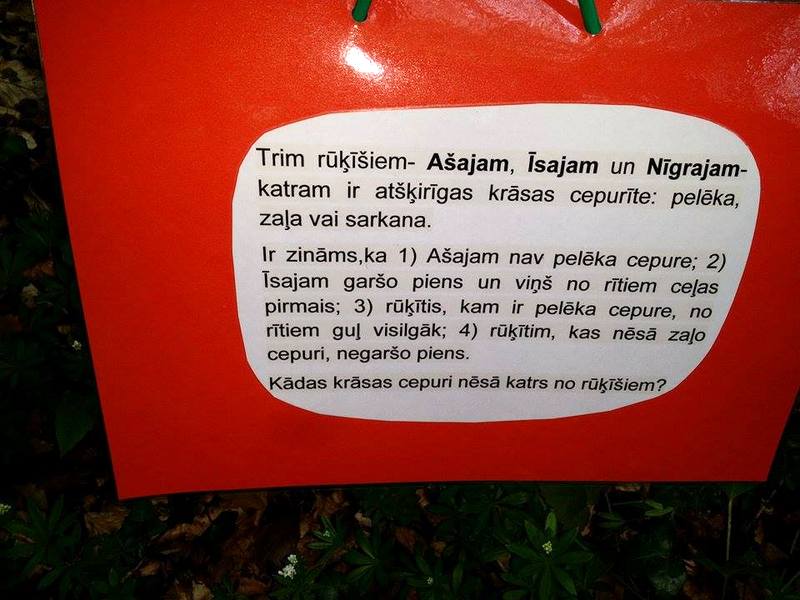 Trim rūķīšiem- Ašajam, Īsajam un Nīgrajam-
katram ir atšķirīgas krāsas cepurīte: pelēka,
zaļa vai sarkana.
Ir zināms,ka 1) Ašajam nav pelēka cepure; 2)
Īsajam garšo piens un viņš no rītiem ceļas
pirmais; 3) rūķītis, kam ir pelēka cepure, no
rītiem guļ visilgāk; 4) rūķītim, kas nēsā zaļo
cepuri, negaršo piens.
Kādas krāsas cepuri nēsā katrs no rūķīšiem?